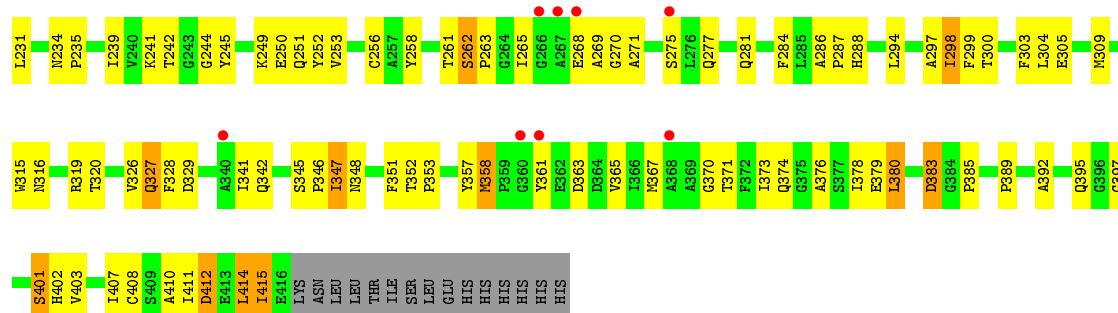 L231 N234 P235 I239 V240 K241 T242 G243 G244 Y245 K249 E250 Q251 Y252 V253 C256 A257 Y258 T261 S262 P263 G264 I265 G266 A267 E268 A269 G270 A271 S275 L276 Q277 Q281 F284 L285 A286 P287 H288 L294 A297 I298 F299 T300 F303 L304 E305 M309
W315 N316 R319 T320 V326 Q327 F328 D329 A340 I341 Q342 S345 P346 I347 N348 F351 T352 P353 Y357 M358 P359 G360 Y361 E362 D363 D364 V365 I366 M367 A368 A369 G370 T371 F372 I373 Q374 G375 A376 S377 I378 E379 L380 D383 G384 P385 P389 A392 Q395 G396
S401 H402 V403 I407 C408 S409 A410 I411 D412 E413 L414 I415 E416 LYS ASN LEU LEU THR ILE SER LEU GLU HIS HIS HIS HIS HIS HIS